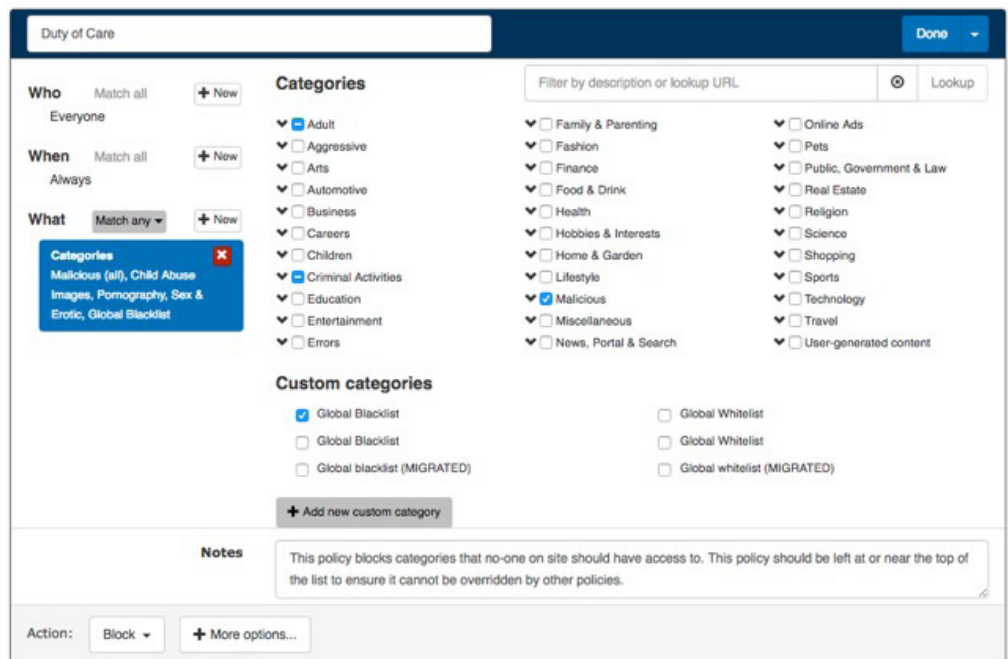 Duty of Care
Done
Who Match all + New
Everyone
When Match all + New
Always
What Match any + New
Categories
Malicious (all), Child Abuse
Images, Pornography, Sex &
Erotic, Global Blacklist
Categories
Filter by description or lookup URL
Lookup
Adult
Aggressive
Arts
Automotive
Business
Careers
Children
Criminal Activities
Education
Entertainment
Errors
Family & Parenting
Fashion
Finance
Food & Drink
Health
Hobbies & Interests
Home & Garden
Lifestyle
Malicious
Miscellaneous
News, Portal & Search
Online Ads
Pets
Public, Government & Law
Real Estate
Religion
Science
Shopping
Sports
Technology
Travel
User-generated content
Custom categories
Global Blacklist
Global Blacklist
Global blacklist (MIGRATED)
Global Whitelist
Global Whitelist
Global whitelist (MIGRATED)
+ Add new custom category
Notes
This policy blocks categories that no-one on site should have access to. This policy should be left at or near the top of
the list to ensure it cannot be overridden by other policies.
Action: Block + More options...